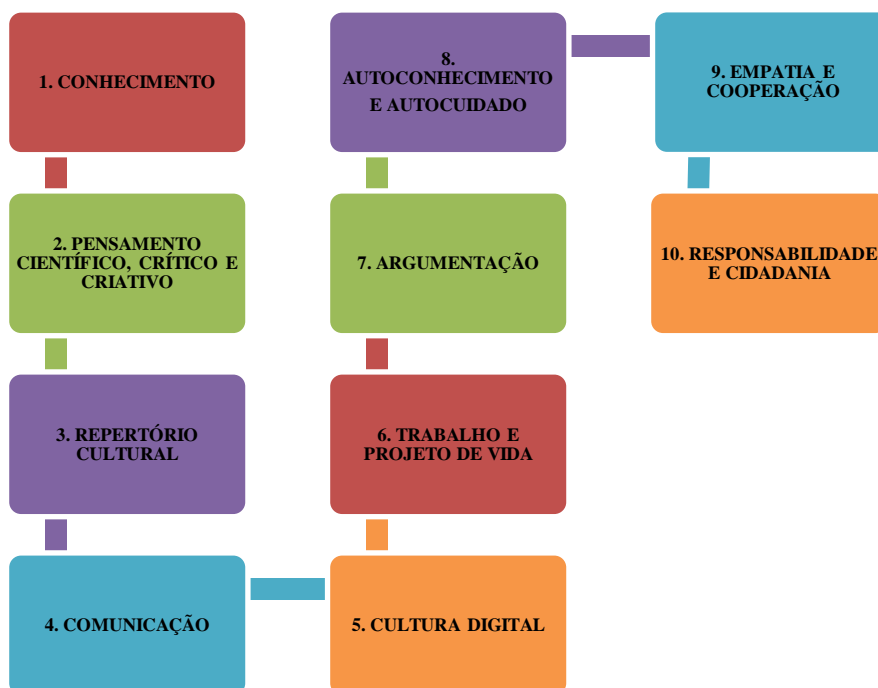 1. CONHECIMENTO
2. PENSAMENTO
CIENTÍFICO, CRÍTICO E
CRIATIVO
3. REPERTÓRIO
CULTURAL
4. COMUNICAÇÃO
5. CULTURA DIGITAL
6. TRABALHO E
PROJETO DE VIDA
7. ARGUMENTAÇÃO
8.
AUTOCONHECIMENTO
E AUTOCUIDADO
9. EMPATIA E
COOPERAÇÃO
10. RESPONSABILIDADE
E CIDADANIA